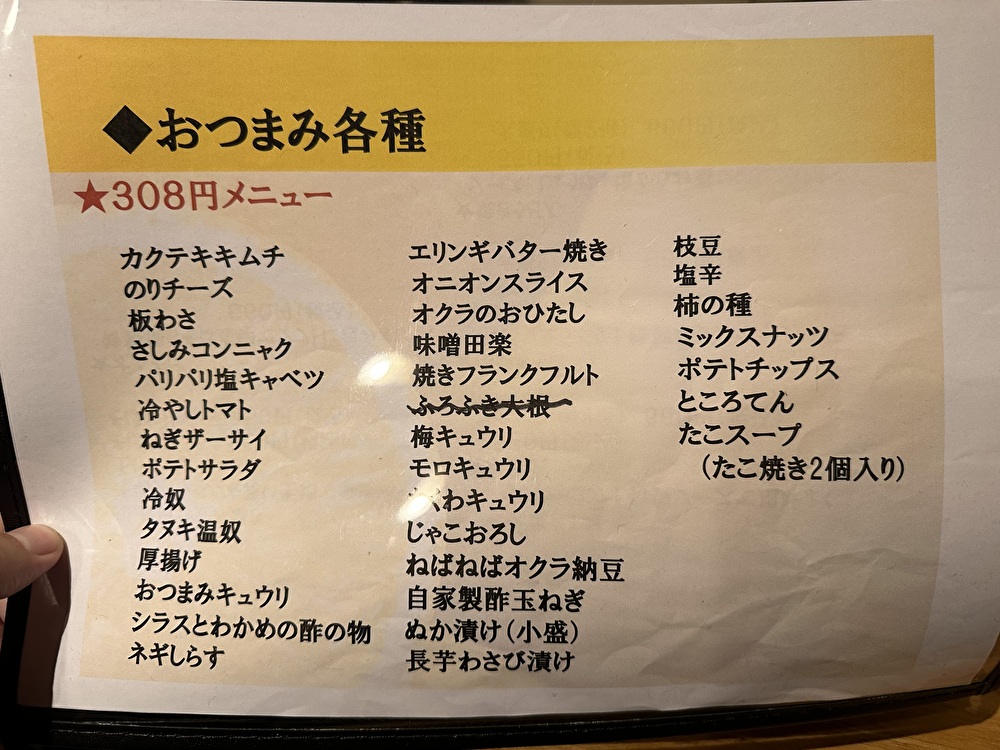 ◆おつまみ各種
★308円メニュー
カクテキキムチ
のりチーズ
板わさ
さしみコンニャク
パリパリ塩キャベツ
冷やしトマト
ねぎザーサイ
ポテトサラダ
冷奴
タヌキ温奴
厚揚げ
おつまみキュウリ
シラスとわかめの酢の物
ネギしらす
エリンギバター焼き
オニオンスライス
オクラのおひたし
味噌田楽
焼きフランクフルト
ふろふき大根
梅キュウリ
モロキュウリ
くわキュウリ
じゃこおろし
ねばねばオクラ納豆
自家製酢玉ねぎ
ぬか漬け(小盛)
長芋わさび漬け
枝豆
塩辛
柿の種
ミックスナッツ
ポテトチップス
ところてん
たこスープ
(たこ焼き2個入り)